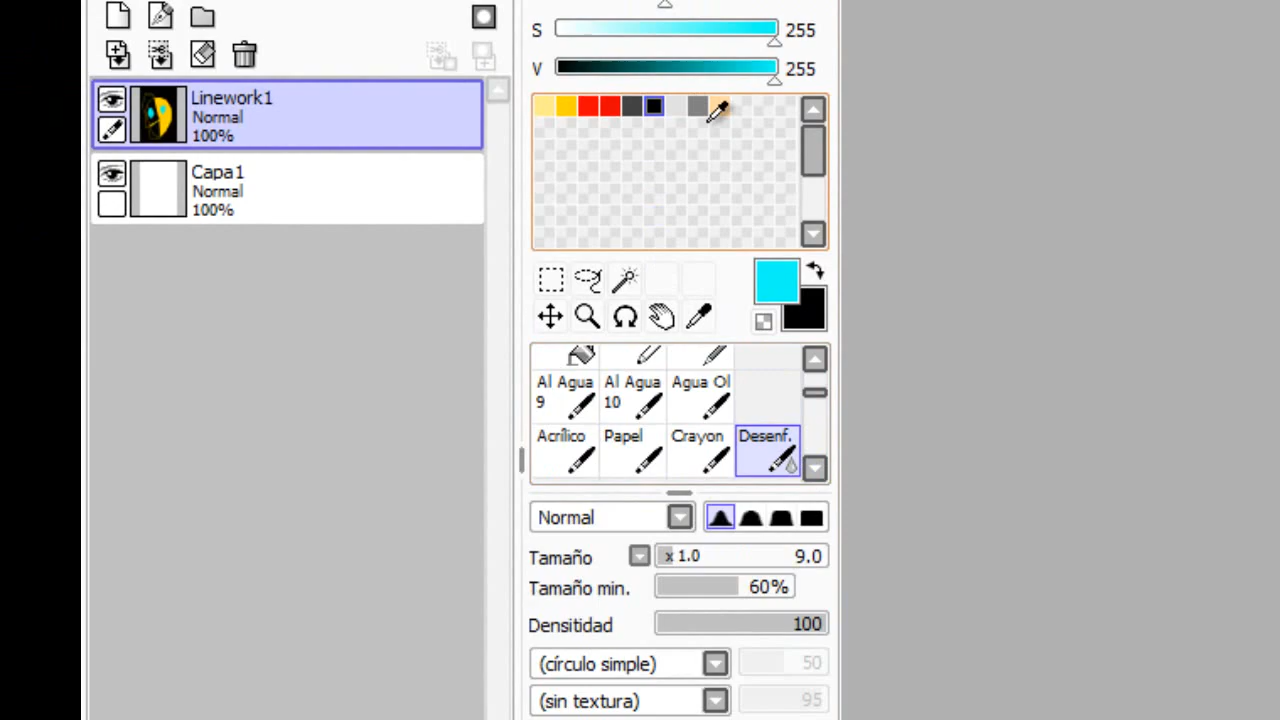 Linework1
Normal
100%
Capa1
Normal
100%
S 255
V 255
Al Agua 9
Al Agua 10
Agua Ol
Acrílico
Papel
Crayon
Desenf.
Normal
Tamaño x 1.0 9.0
Tamaño min. 60%
Densitidad 100
(círculo simple) 50
(sin textura) 95